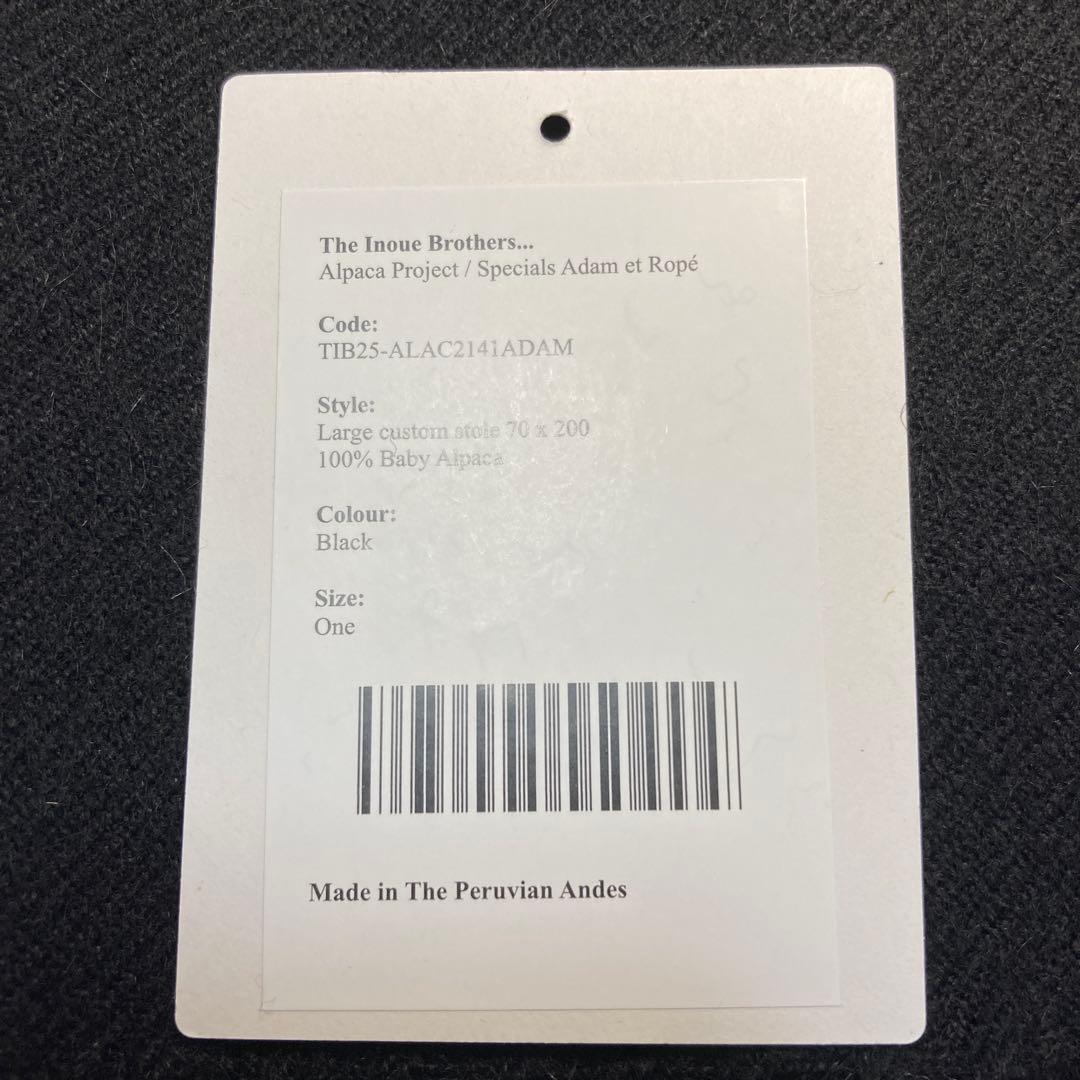 The Inoue Brothers...
Alpaca Project / Specials Adam et Ropé
Code:
TIB25-ALAC2141ADAM
Style:
Large custom stole 70 x 200
100% Baby Alpaca
Colour:
Black
Size:
One
Made in The Peruvian Andes